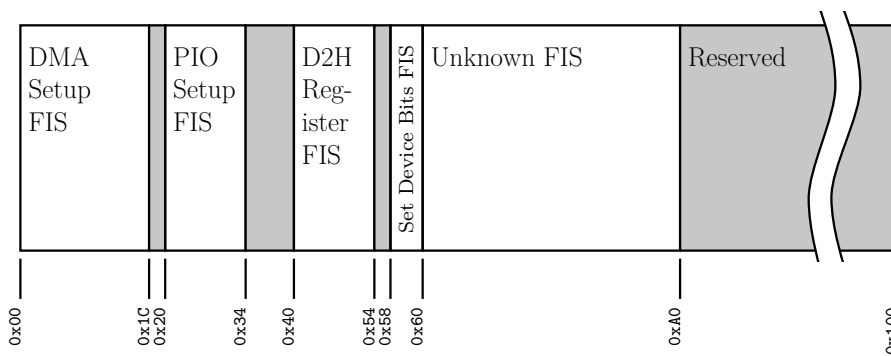 DMA
Setup
FIS
PIO
Setup
FIS
D2H
Reg-
ister
FIS
Set Device Bits FIS
Unknown FIS
Reserved
0x00
0x1C
0x20
0x34
0x40
0x54
0x58
0x60
0xA0
0x100